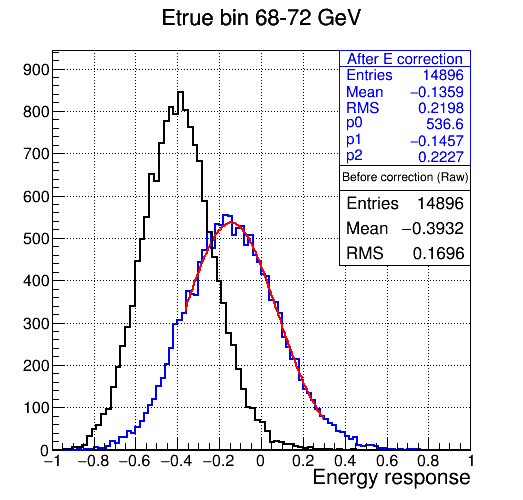 Etrue bin 68-72 GeV
After E correction
Entries 14896
Mean −0.1359
RMS 0.2198
p0 536.6
p1 −0.1457
p2 0.2227
Before correction (Raw)
Entries 14896
Mean −0.3932
RMS 0.1696
900
800
700
600
500
400
300
200
100
0
−1 −0.8 −0.6 −0.4 −0.2 0 0.2 0.4 0.6 0.8 1
Energy response